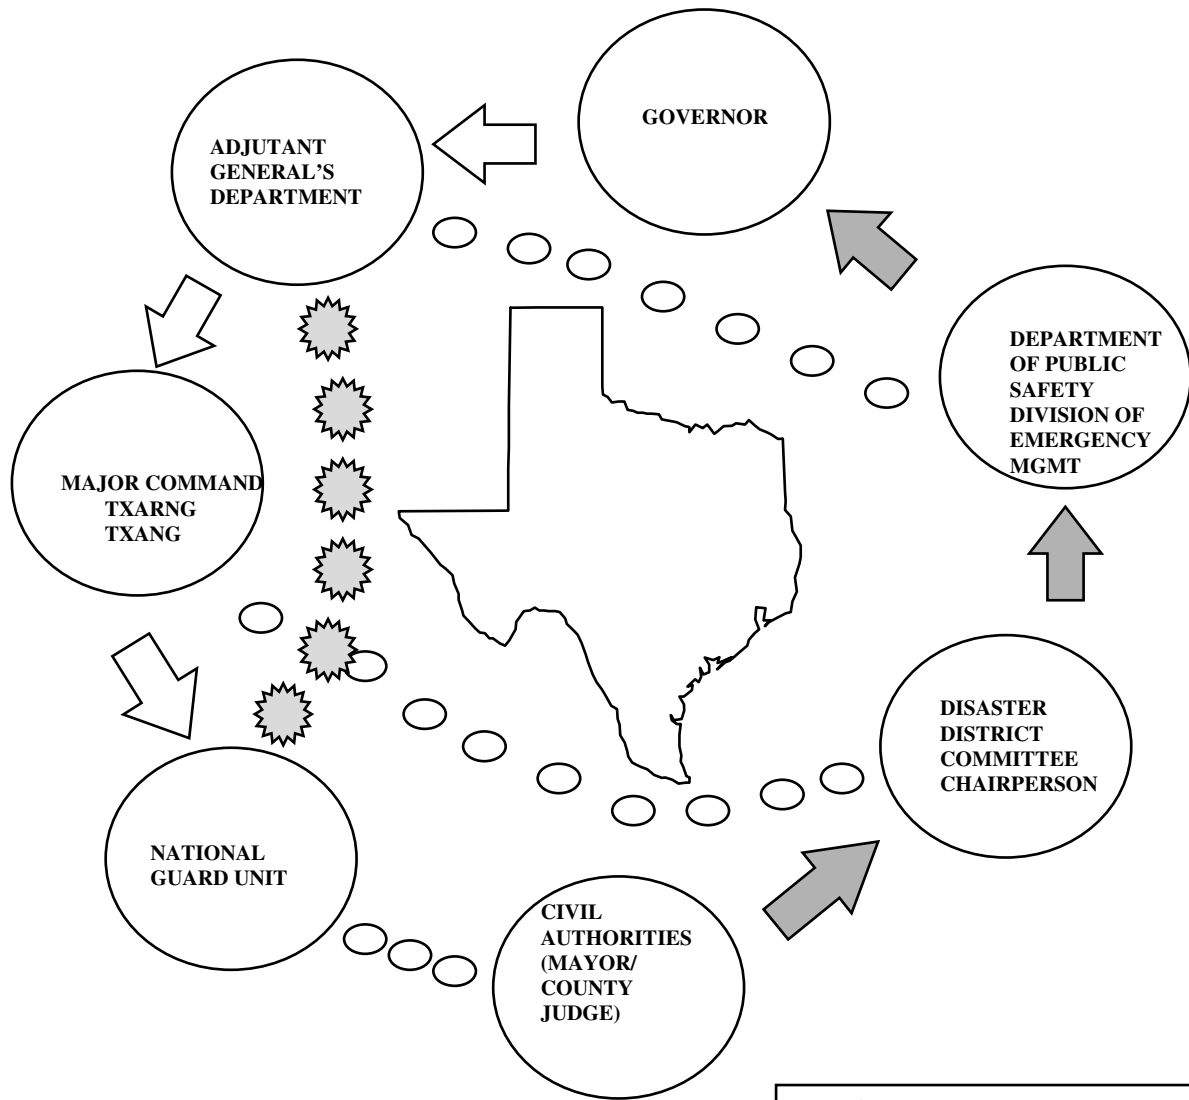 GOVERNOR
ADJUTANT
GENERAL’S
DEPARTMENT
DEPARTMENT
OF PUBLIC
SAFETY
DIVISION OF
EMERGENCY
MGMT
MAJOR COMMAND
TXARNG
TXANG
DISASTER
DISTRICT
COMMITTEE
CHAIRPERSON
NATIONAL
GUARD UNIT
CIVIL
AUTHORITIES
(MAYOR/
COUNTY
JUDGE)